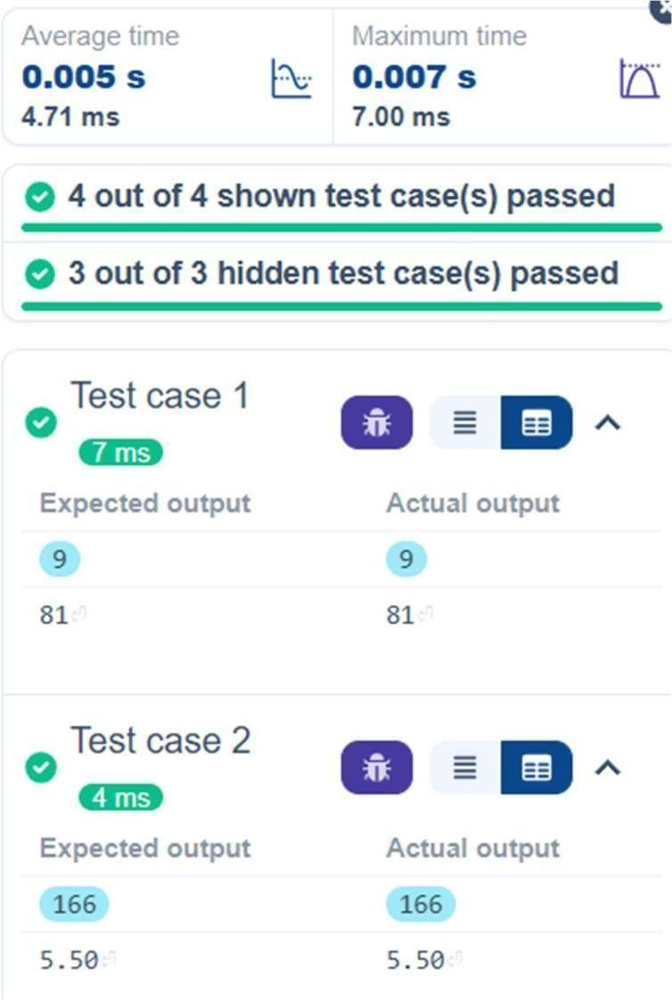 Average time Maximum time
0.005 s 0.007 s
4.71 ms 7.00 ms
4 out of 4 shown test case(s) passed
3 out of 3 hidden test case(s) passed
Test case 1
7 ms
Expected output Actual output
9 9
81⏎ 81⏎
Test case 2
4 ms
Expected output Actual output
166 166
5.50⏎ 5.50⏎